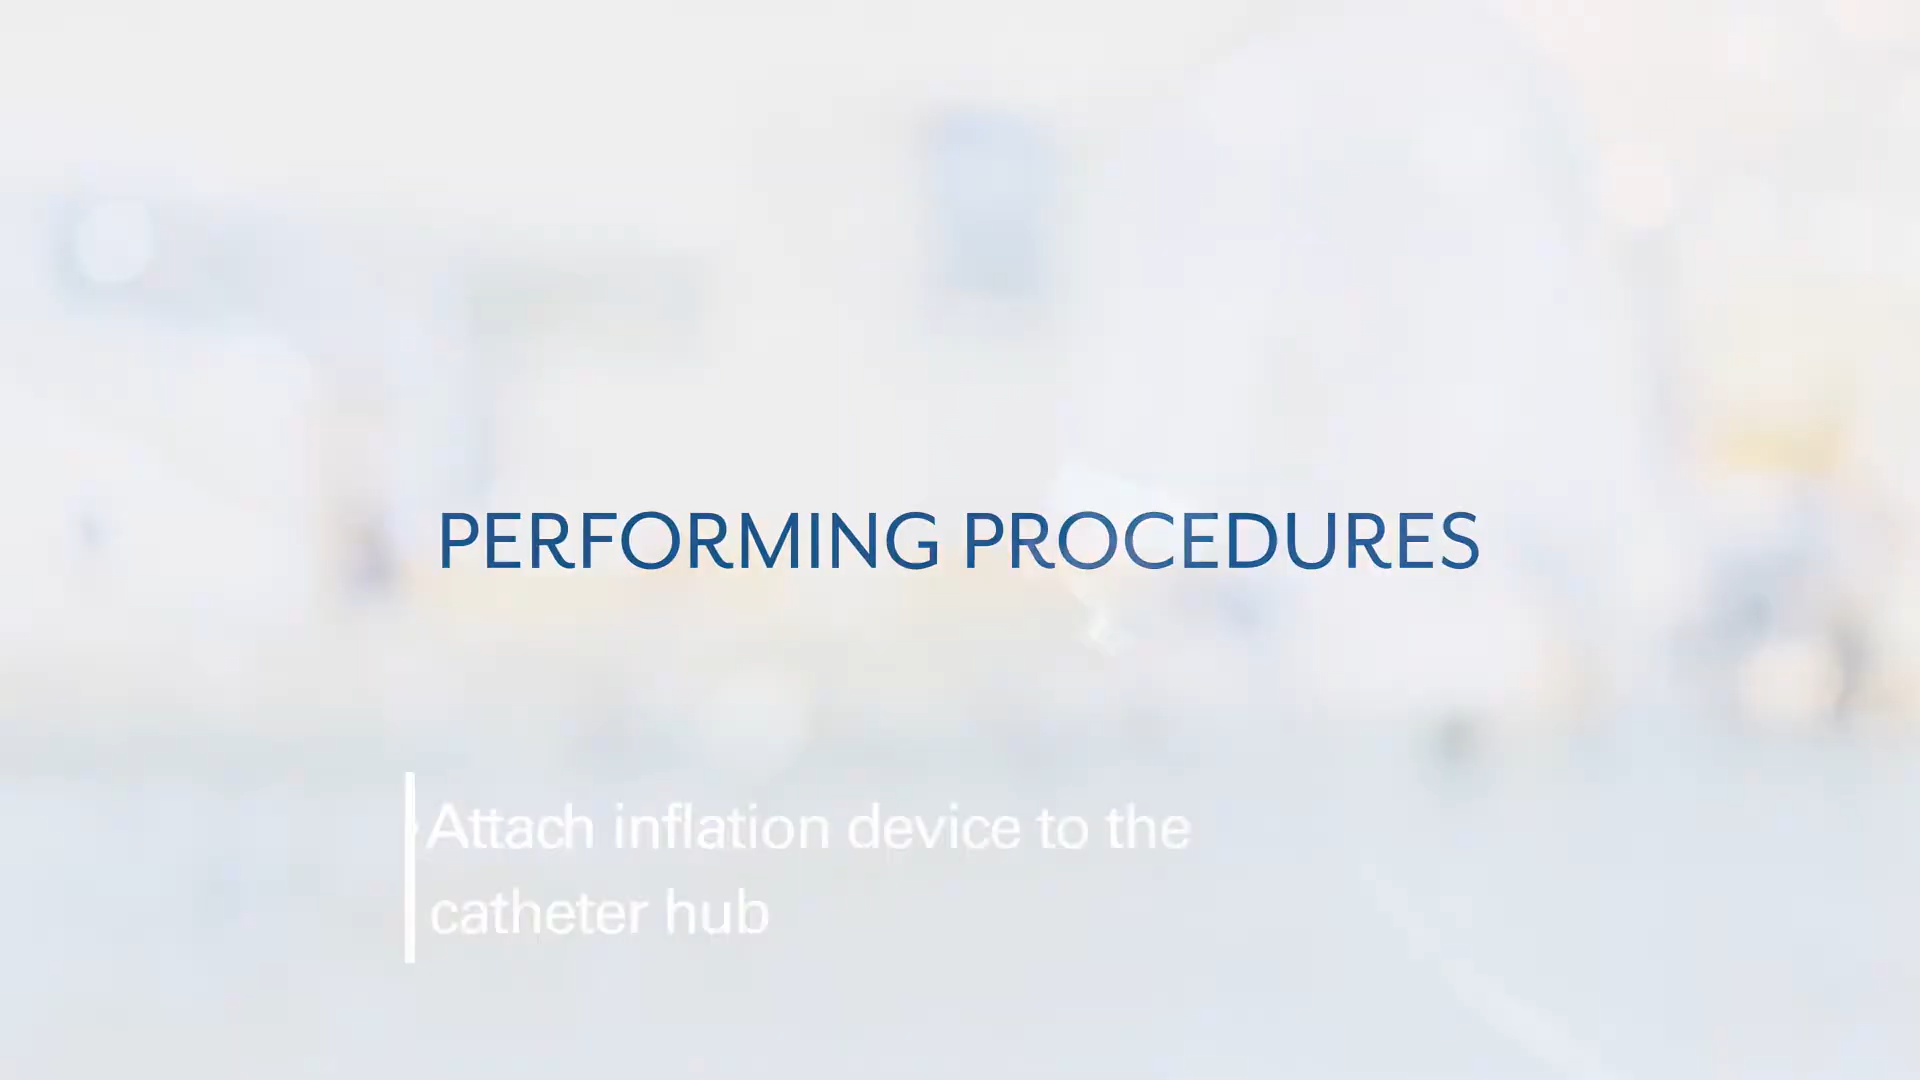 PERFORMING PROCEDURES
Attach inflation device to the
catheter hub